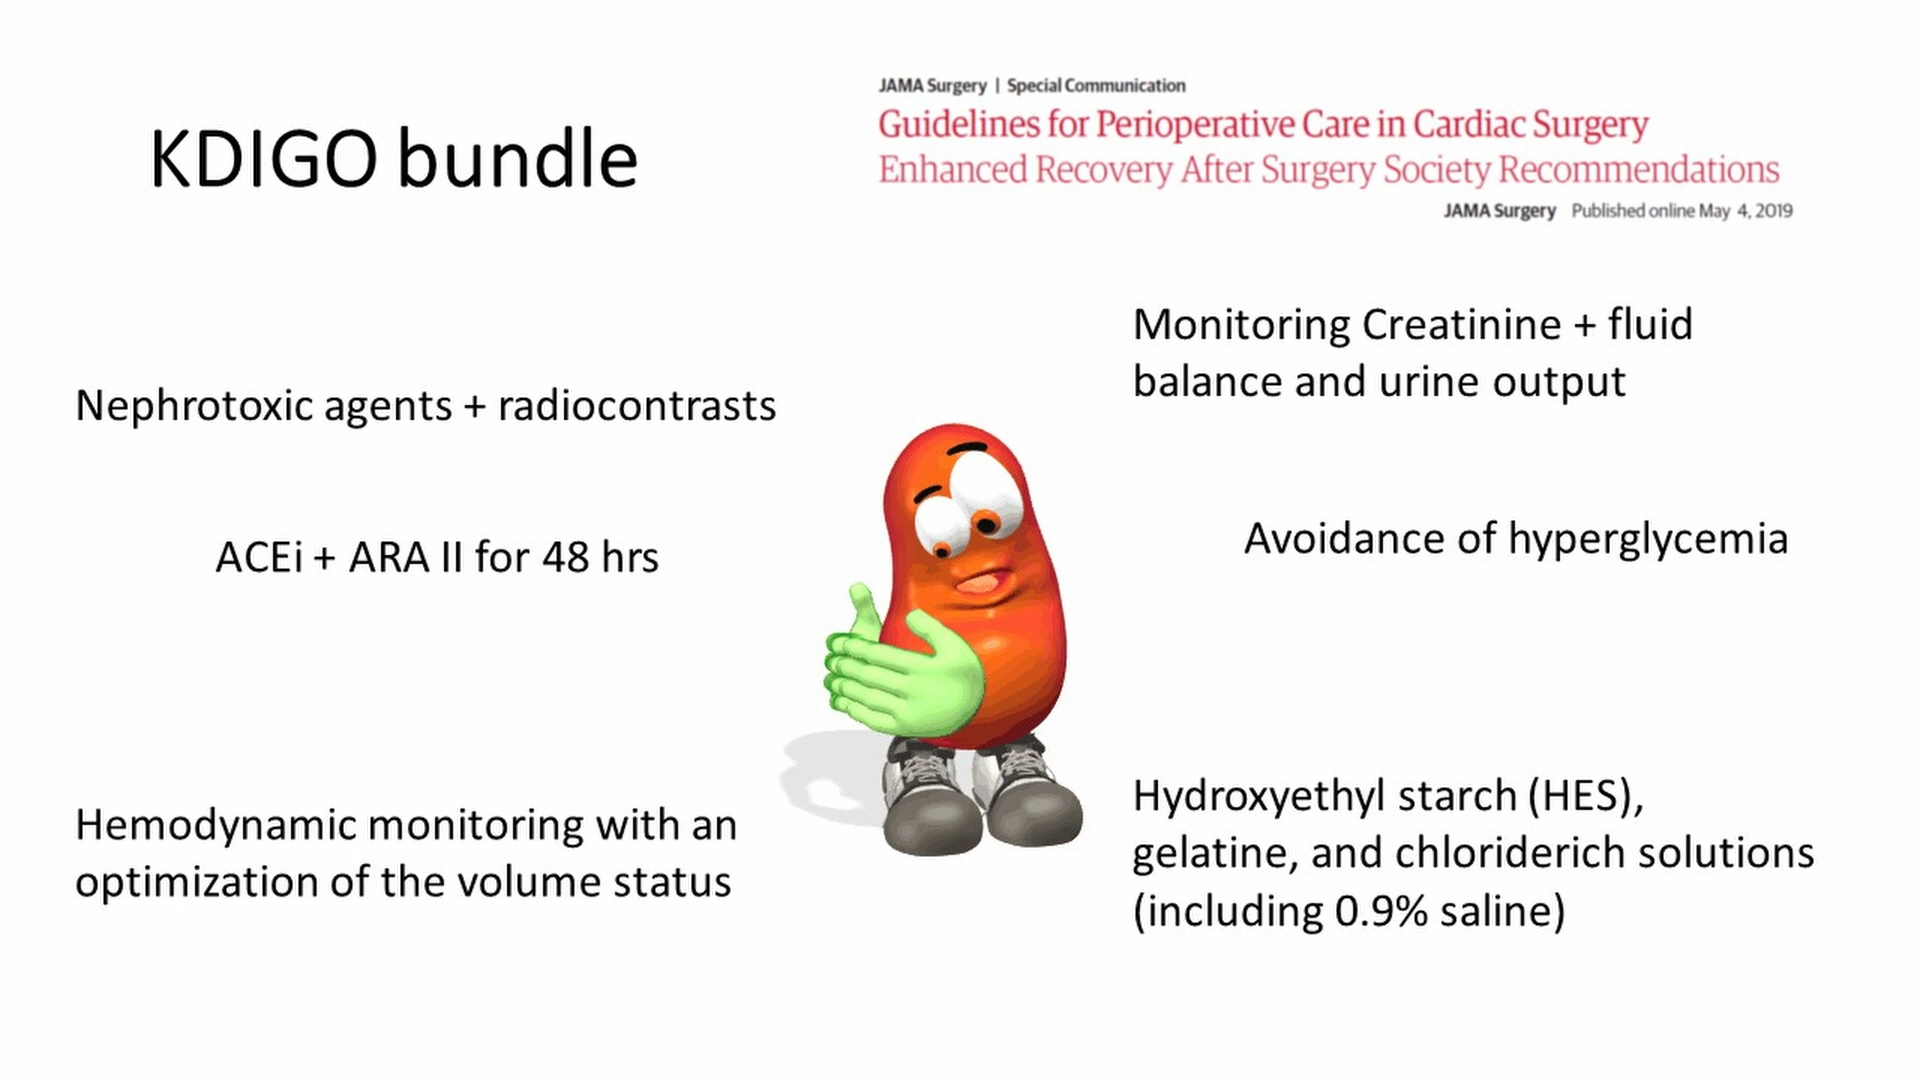 KDIGO bundle
JAMA Surgery | Special Communication
Guidelines for Perioperative Care in Cardiac Surgery
Enhanced Recovery After Surgery Society Recommendations
JAMA Surgery Published online May 4, 2019
Nephrotoxic agents + radiocontrasts
ACEi + ARA II for 48 hrs
Hemodynamic monitoring with an
optimization of the volume status
Monitoring Creatinine + fluid
balance and urine output
Avoidance of hyperglycemia
Hydroxyethyl starch (HES),
gelatine, and chloriderich solutions
(including 0.9% saline)